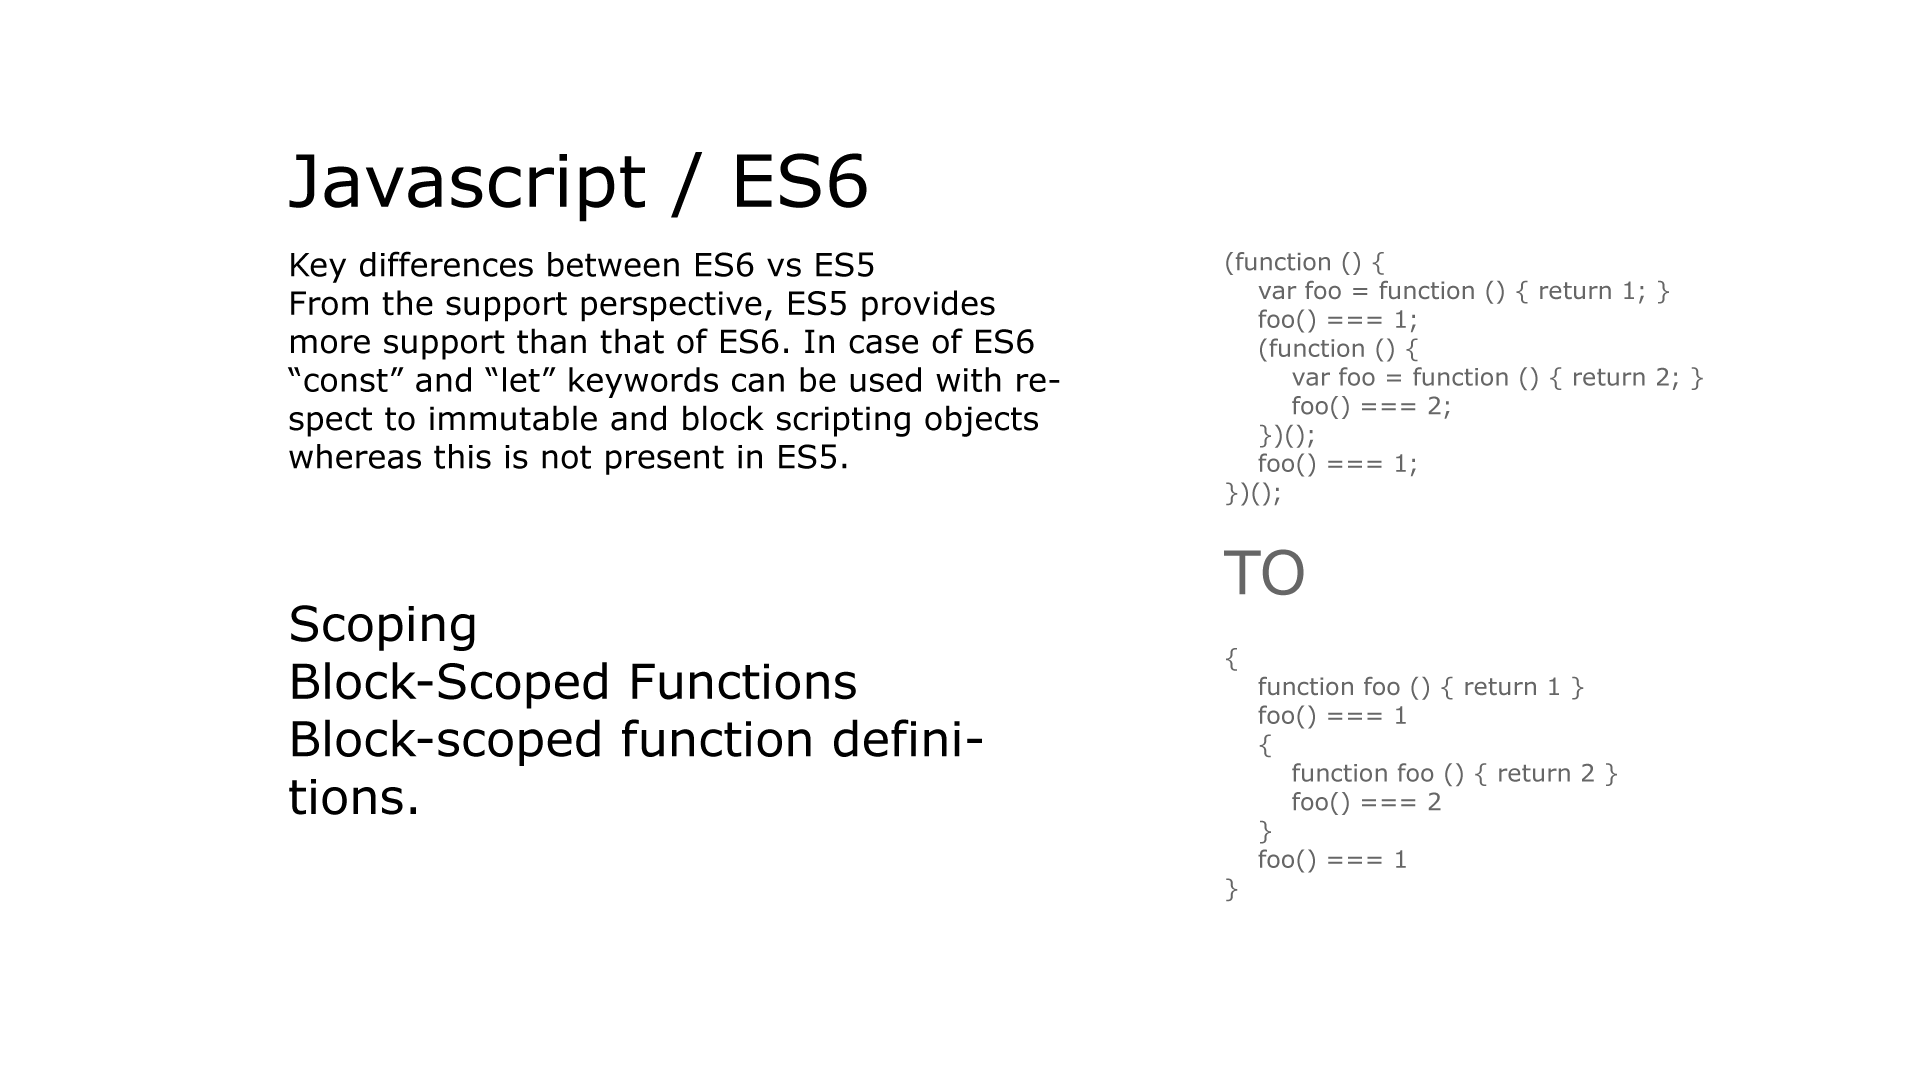 Javascript / ES6
Key differences between ES6 vs ES5
From the support perspective, ES5 provides
more support than that of ES6. In case of ES6
“const” and “let” keywords can be used with re-
spect to immutable and block scripting objects
whereas this is not present in ES5.
Scoping
Block-Scoped Functions
Block-scoped function defini-
tions.
(function () {
    var foo = function () { return 1; }
    foo() === 1;
    (function () {
        var foo = function () { return 2; }
        foo() === 2;
    })();
    foo() === 1;
})();
TO
{
    function foo () { return 1 }
    foo() === 1
    {
        function foo () { return 2 }
        foo() === 2
    }
    foo() === 1
}